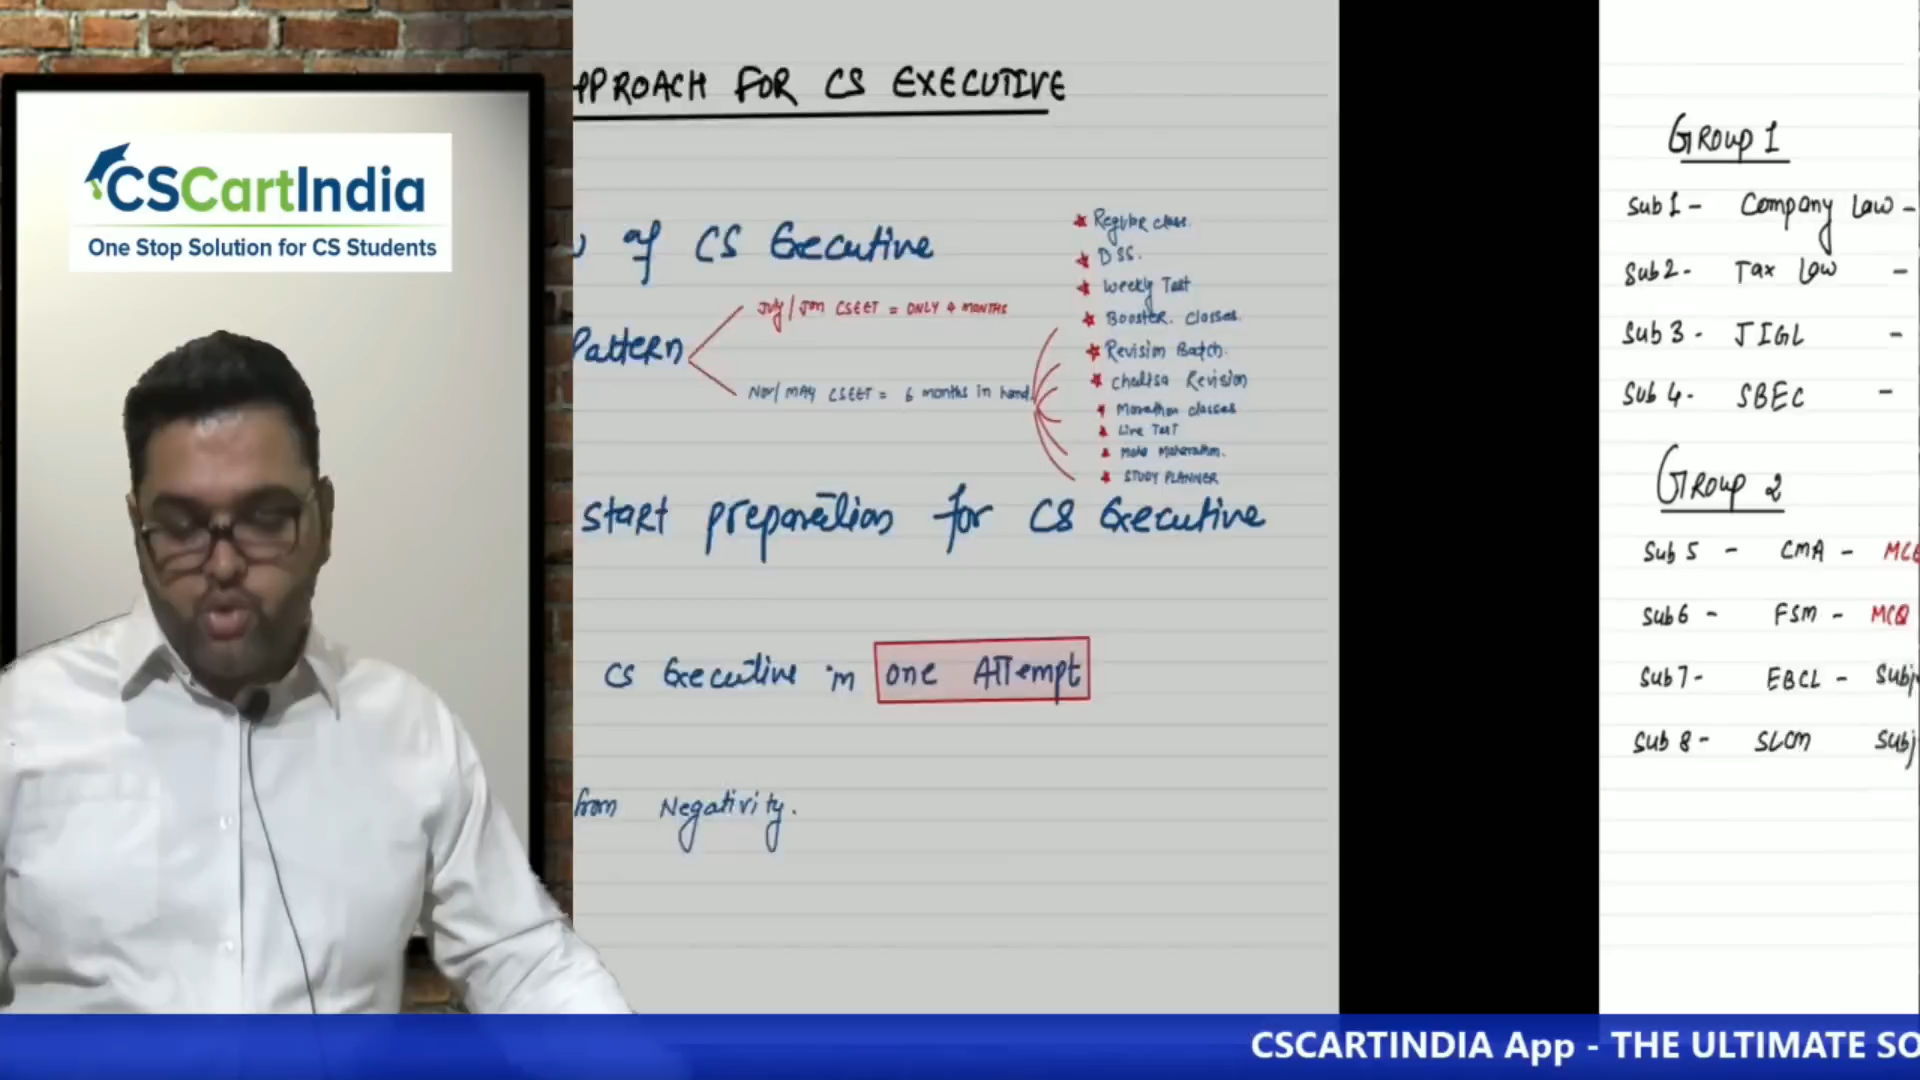 CSCartIndia
One Stop Solution for CS Students
PPROACH FOR CS EXECUTIVE
of CS Executive
Pattern
July/Jan CSEET = ONLY 4 MONTHS
Nov/MAY CSEET = 6 months in hand
Regular class.
DSS.
Weekly Test
Booster. Classes.
Revision Batch.
Chalisa Revision
Marathon classes
Live TEST
STUDY PLANNER
START preparation for CS Executive
CS Executive in one ATTempt
from Negativity.
GROUP 1
Sub 1 - Company Law -
Sub 2 - Tax Law -
Sub 3 - JIGL -
Sub 4 - SBEC -
GROUP 2
Sub 5 - CMA - MC
Sub 6 - FSM - MCQ
Sub 7 - EBCL - Subj
Sub 8 - SLCM Subj
CSCARTINDIA App - THE ULTIMATE SO